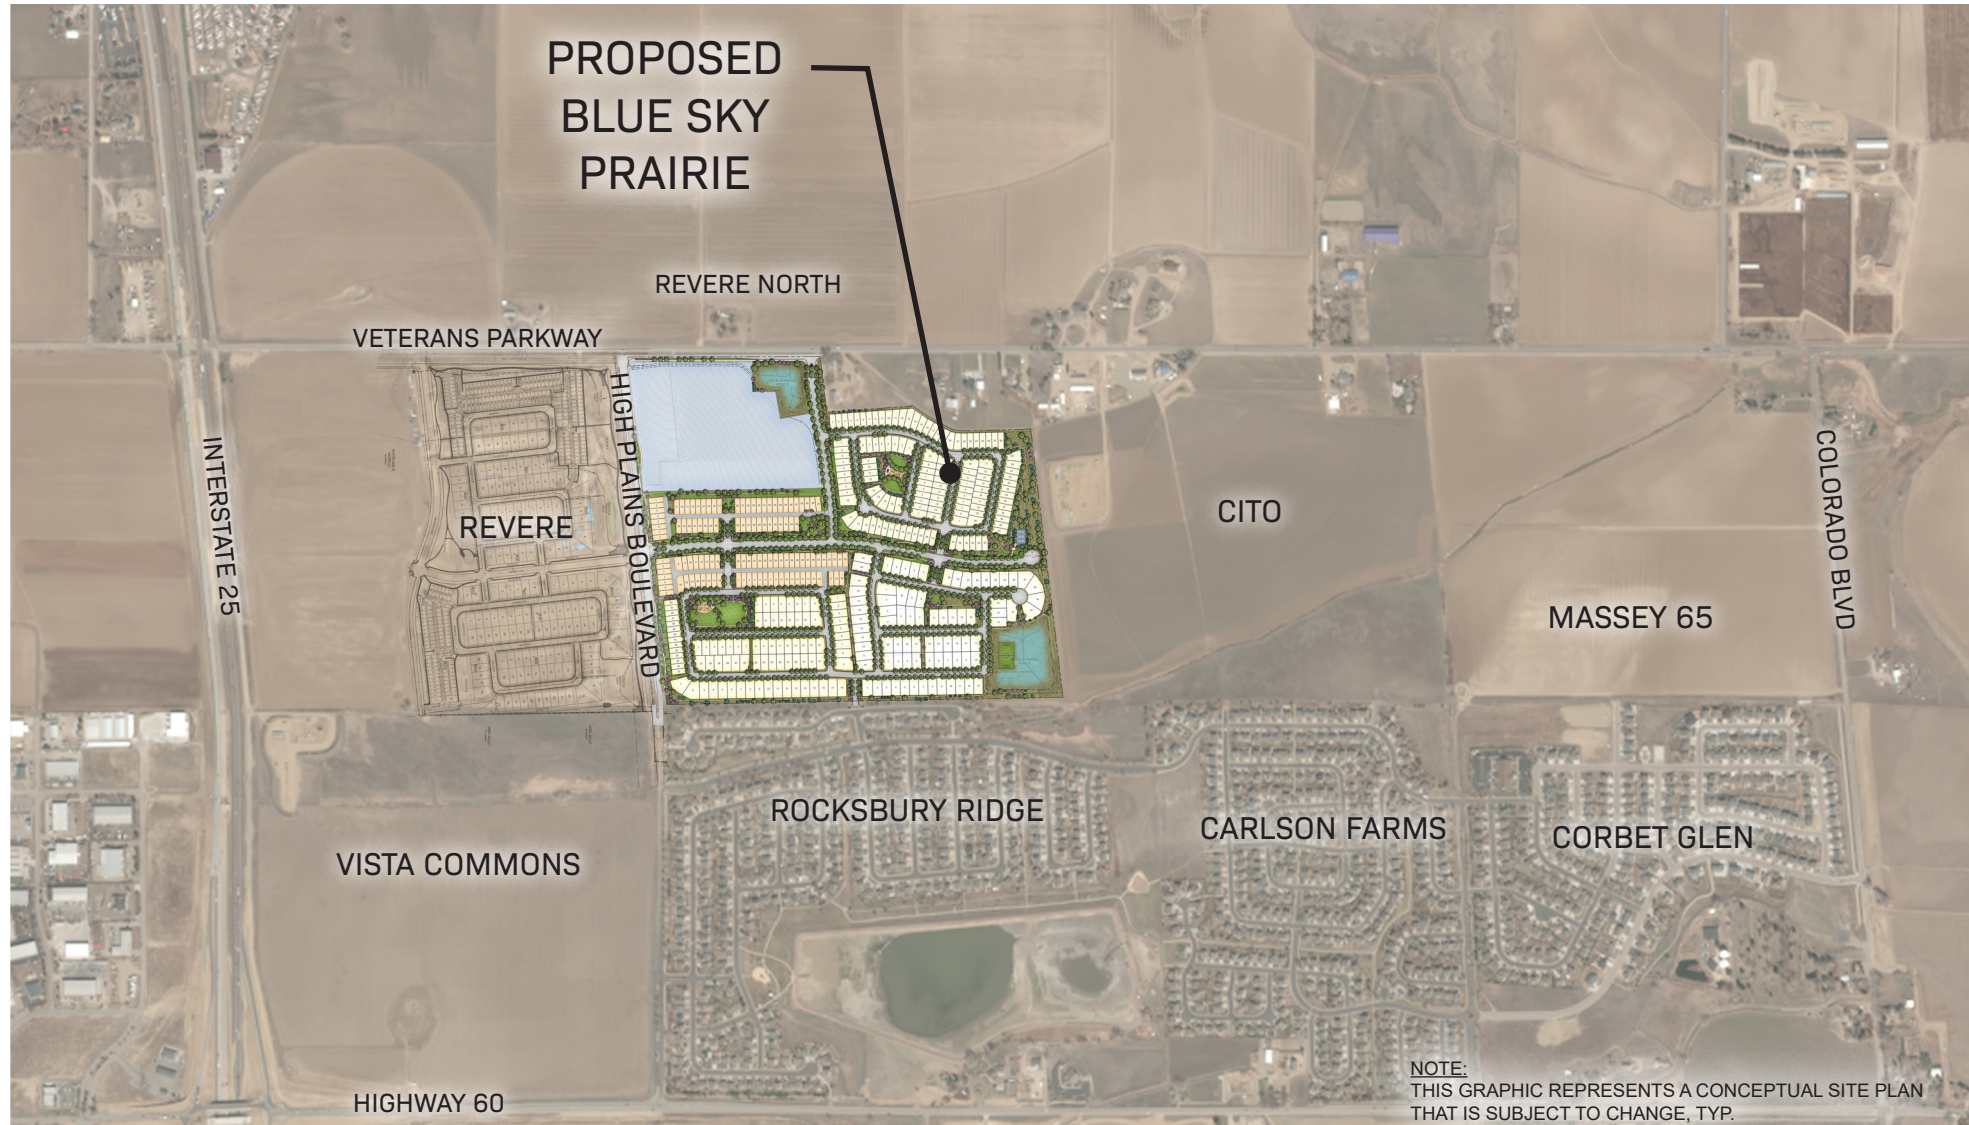 PROPOSED
BLUE SKY
PRAIRIE
REVERE NORTH
VETERANS PARKWAY
HIGH PLAINS BOULEVARD
INTERSTATE 25
REVERE
CITO
COLORADO BLVD
MASSEY 65
ROCKSBURY RIDGE
CARLSON FARMS
CORBET GLEN
VISTA COMMONS
HIGHWAY 60
NOTE:
THIS GRAPHIC REPRESENTS A CONCEPTUAL SITE PLAN
THAT IS SUBJECT TO CHANGE, TYP.